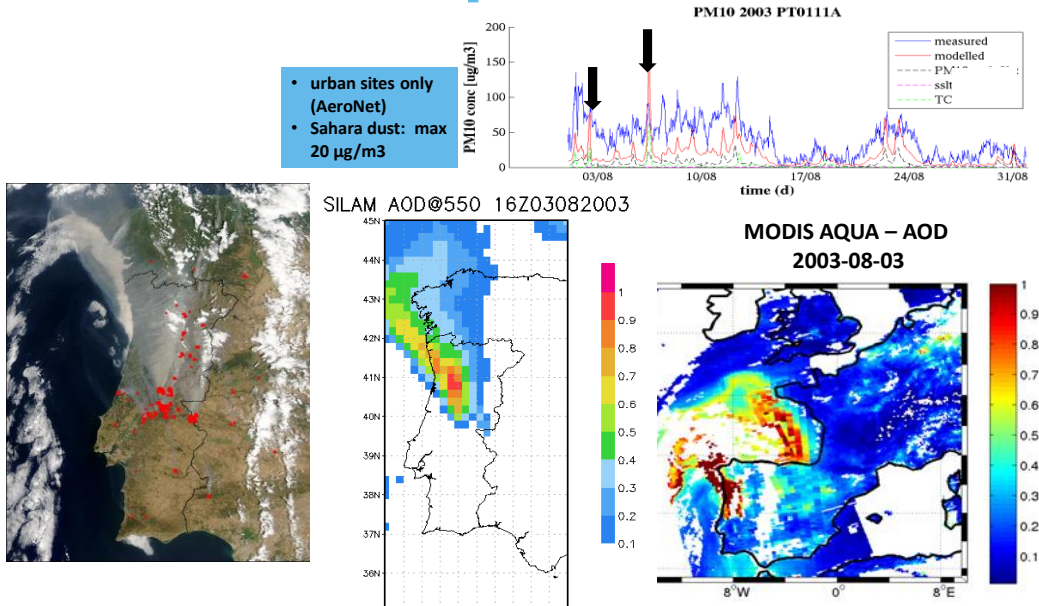 PM10 2003 PT0111A
• urban sites only
(AeroNet)
• Sahara dust: max
20 µg/m3
PM10 conc [ug/m3]
200
150
100
50
0
measured
modelled
sslt
TC
03/08
10/08
17/08
24/08
31/08
time (d)
SILAM AOD@550 16Z03082003
45N
44N
43N
42N
41N
40N
39N
38N
37N
36N
1
0.9
0.8
0.7
0.6
0.5
0.4
0.3
0.2
0.1
MODIS AQUA – AOD
2003-08-03
8°W
0°
8°E
1
0.9
0.8
0.7
0.6
0.5
0.4
0.3
0.2
0.1